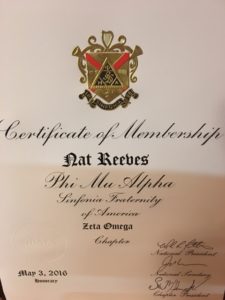 Certificate of Membership
Nat Reeves
Phi Mu Alpha
Sinfonia Fraternity
of America
Zeta Omega
Chapter
National President
National Secretary
May 3, 2016
Honorary
Chapter President